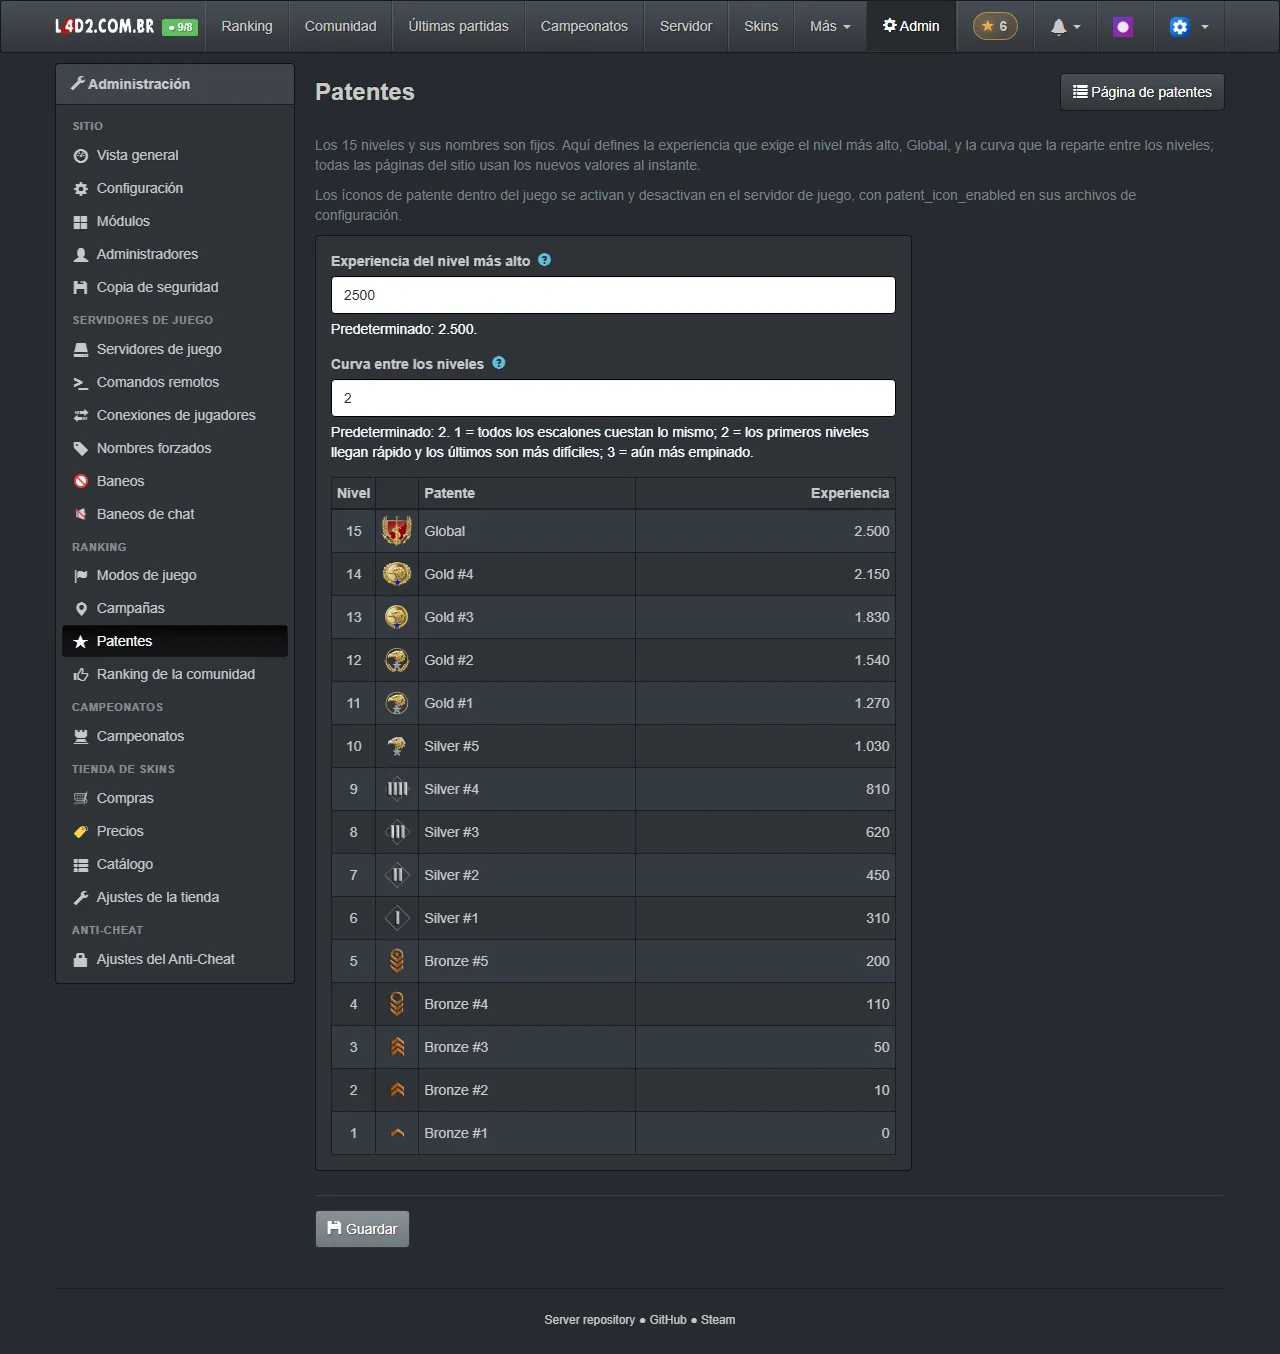 L4D2.COM.BR ● 9/8 Ranking Comunidad Últimas partidas Campeonatos Servidor Skins Más Admin ★ 6
Administración
SITIO
Vista general
Configuración
Módulos
Administradores
Copia de seguridad
SERVIDORES DE JUEGO
Servidores de juego
Comandos remotos
Conexiones de jugadores
Nombres forzados
Baneos
Baneos de chat
RANKING
Modos de juego
Campañas
Patentes
Ranking de la comunidad
CAMPEONATOS
Campeonatos
TIENDA DE SKINS
Compras
Precios
Catálogo
Ajustes de la tienda
ANTI-CHEAT
Ajustes del Anti-Cheat
Patentes
Página de patentes
Los 15 niveles y sus nombres son fijos. Aquí defines la experiencia que exige el nivel más alto, Global, y la curva que la reparte entre los niveles;
todas las páginas del sitio usan los nuevos valores al instante.
Los íconos de patente dentro del juego se activan y desactivan en el servidor de juego, con patent_icon_enabled en sus archivos de
configuración.
Experiencia del nivel más alto ?
2500
Predeterminado: 2.500.
Curva entre los niveles ?
2
Predeterminado: 2. 1 = todos los escalones cuestan lo mismo; 2 = los primeros niveles
llegan rápido y los últimos son más difíciles; 3 = aún más empinado.
Nivel Patente Experiencia
15 Global 2.500
14 Gold #4 2.150
13 Gold #3 1.830
12 Gold #2 1.540
11 Gold #1 1.270
10 Silver #5 1.030
9 Silver #4 810
8 Silver #3 620
7 Silver #2 450
6 Silver #1 310
5 Bronze #5 200
4 Bronze #4 110
3 Bronze #3 50
2 Bronze #2 10
1 Bronze #1 0
Guardar
Server repository ● GitHub ● Steam